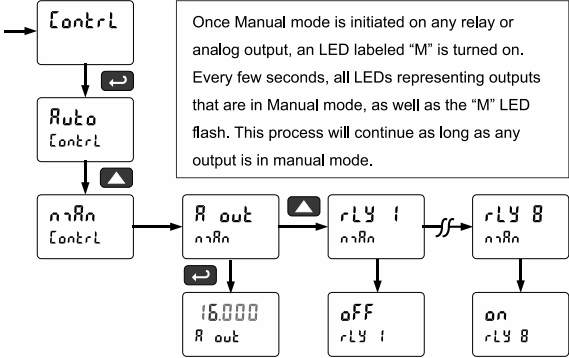 Contrl
Once Manual mode is initiated on any relay or
analog output, an LED labeled “M” is turned on.
Every few seconds, all LEDs representing outputs
that are in Manual mode, as well as the “M” LED
flash. This process will continue as long as any
output is in manual mode.
Auto
Contrl
mAn
Contrl
A out
mAn
rLY 1
mAn
rLY 8
mAn
16.000
A out
oFF
rLY 1
on
rLY 8